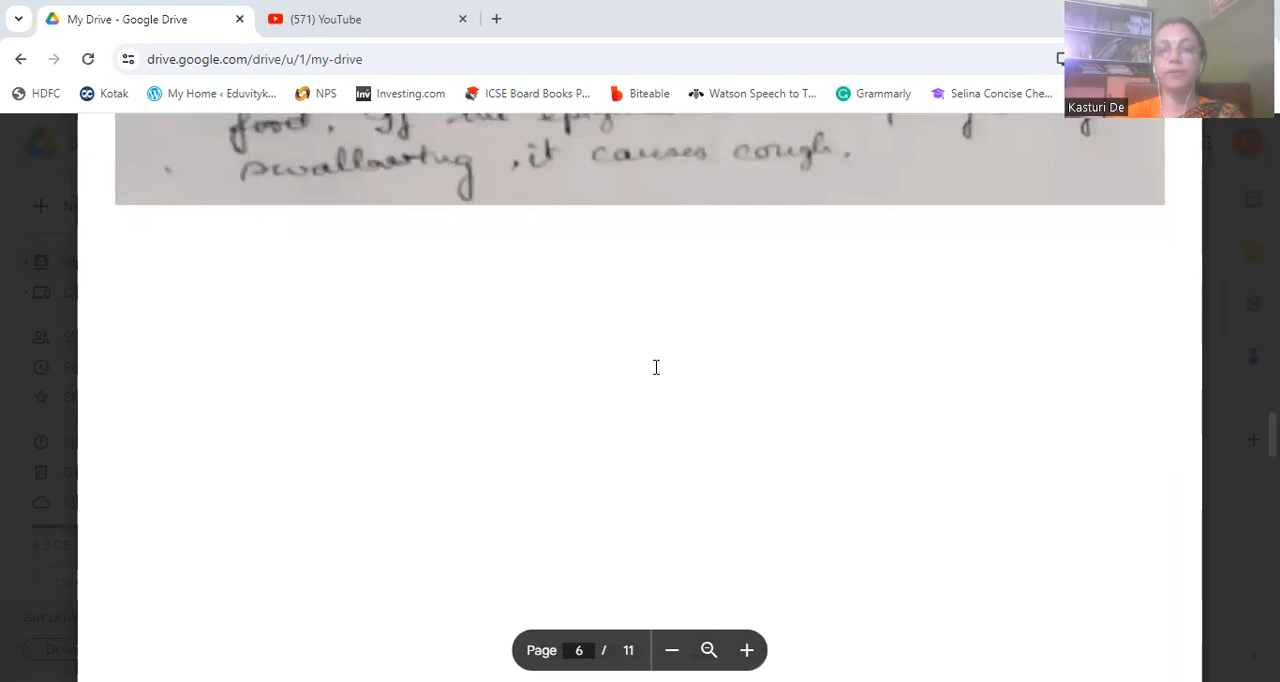 My Drive - Google Drive
(571) YouTube
drive.google.com/drive/u/1/my-drive
HDFC
Kotak
My Home ‹ Eduvityk...
NPS
Investing.com
ICSE Board Books P...
Biteable
Watson Speech to T...
Grammarly
Selina Concise Che...
Kasturi De
food. If the
swallowing, it causes cough.
Page 6 / 11